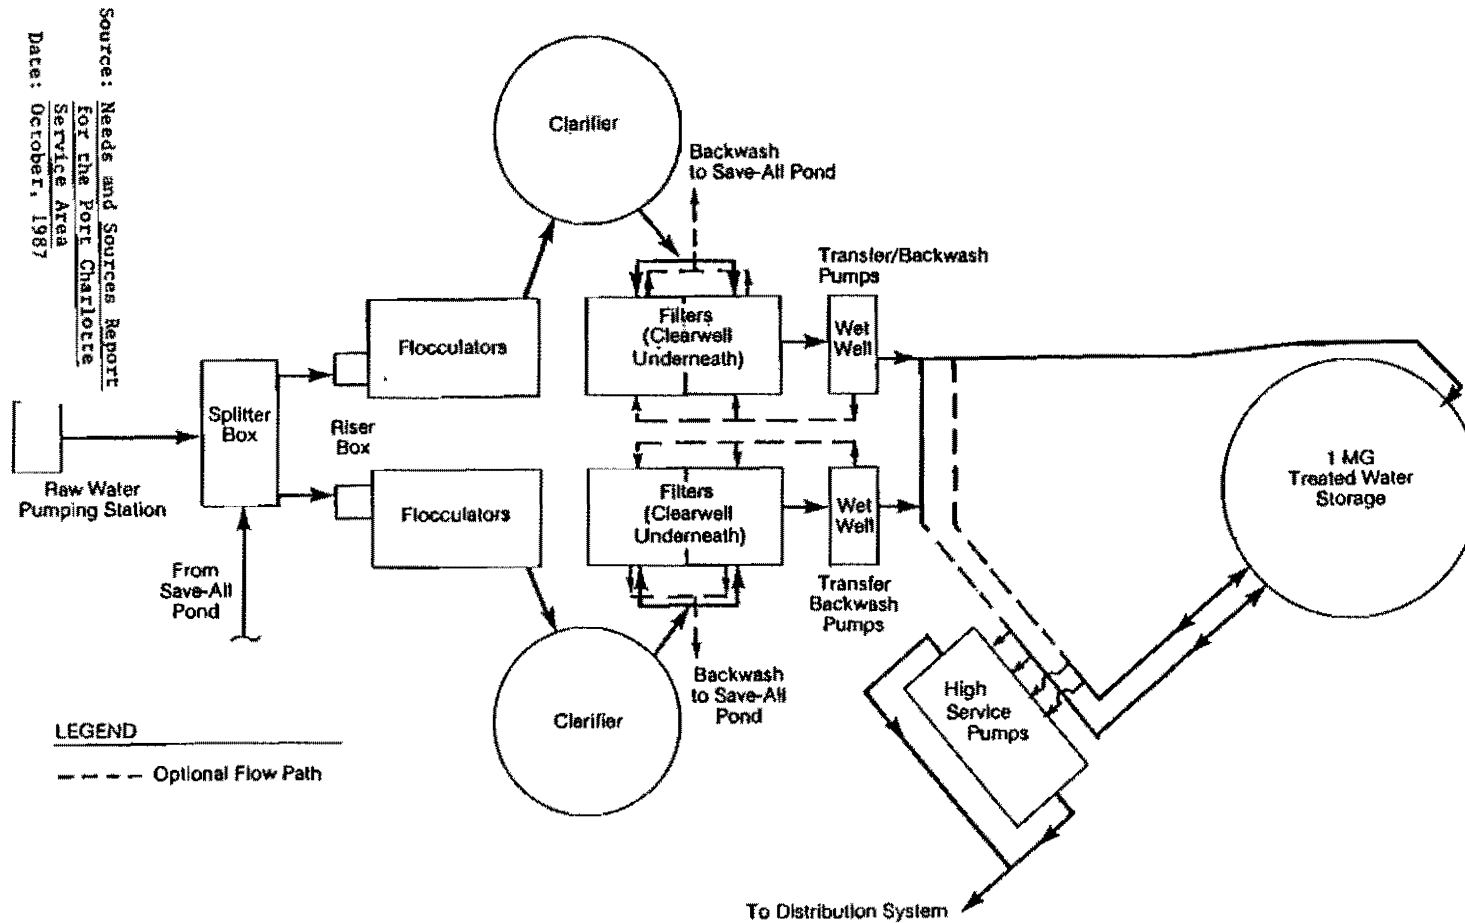 Source: Needs and Sources Report
for the Port Charlotte
Service Area
Date: October, 1987
Clarifier
Backwash
to Save-All Pond
Transfer/Backwash
Pumps
Flocculators
Filters
(Clearwell
Underneath)
Wet
Well
Splitter
Box
Riser
Box
Raw Water
Pumping Station
1 MG
Treated Water
Storage
Flocculators
Filters
(Clearwell
Underneath)
Wet
Well
From
Save-All
Pond
Transfer
Backwash
Pumps
Backwash
to Save-All
Pond
Clarifier
High
Service
Pumps
LEGEND
Optional Flow Path
To Distribution System